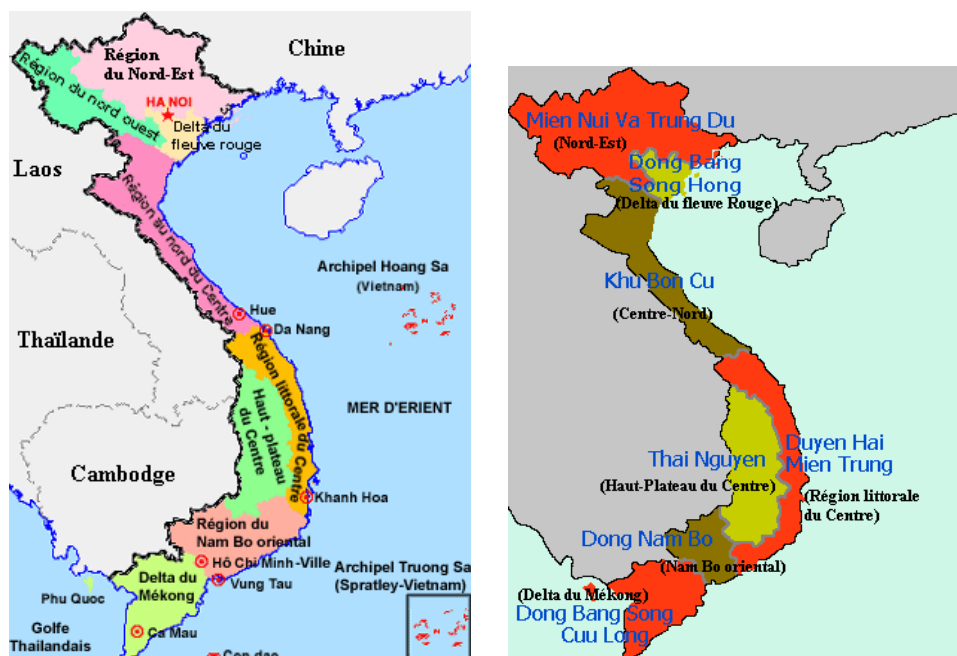 Chine
Région
du Nord-Est
Région du nord ouest
HA NOI
Delta du
fleuve rouge
Laos
Région au nord du Centre
Archipel Hoang Sa
(Vietnam)
Hue
Da Nang
Thaïlande
Région littorale du Centre
MER D'ERIENT
Haut - plateau
du Centre
Cambodge
Khanh Hoa
Région du
Nam Bo oriental
Hô Chi Minh-Ville
Archipel Truong Sa
(Spratley-Vietnam)
Vung Tau
Delta du
Mékong
Phu Quoc
Golfe
Thailandais
Ca Mau
Con dao
Mien Nui Va Trung Du
(Nord-Est)
Dong Bang
Song Hong
(Delta du fleuve Rouge)
Khu Bon Cu
(Centre-Nord)
Duyen Hai
Mien Trung
Thai Nguyen
(Haut-Plateau du Centre)
(Région littorale
du Centre)
Dong Nam Bo
(Nam Bo oriental)
(Delta du Mékong)
Dong Bang Song
Cuu Long